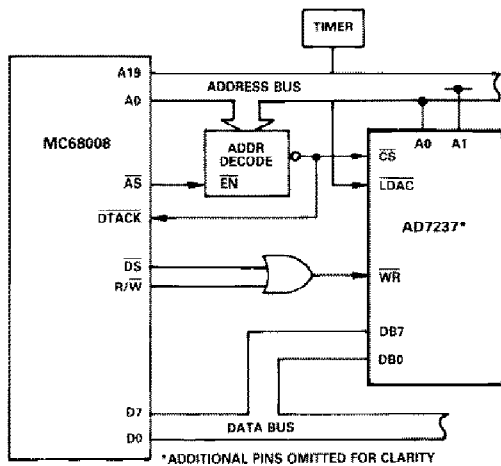 TIMER
A19
ADDRESS BUS
A0
MC68008
ADDR
DECODE
A0
A1
CS
AS
EN
LDAC
DTACK
AD7237*
DS
R/W
WR
DB7
DB0
D7
DATA BUS
D0
*ADDITIONAL PINS OMITTED FOR CLARITY